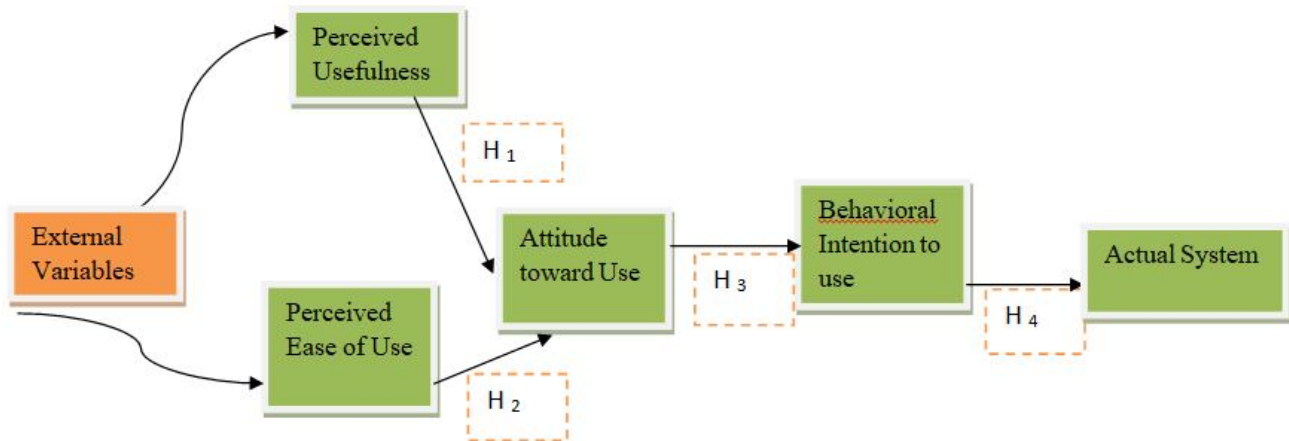 Perceived
Usefulness
H 1
External
Variables
Attitude
toward Use
Behavioral
Intention to
use
Actual System
H 3
H 4
Perceived
Ease of Use
H 2